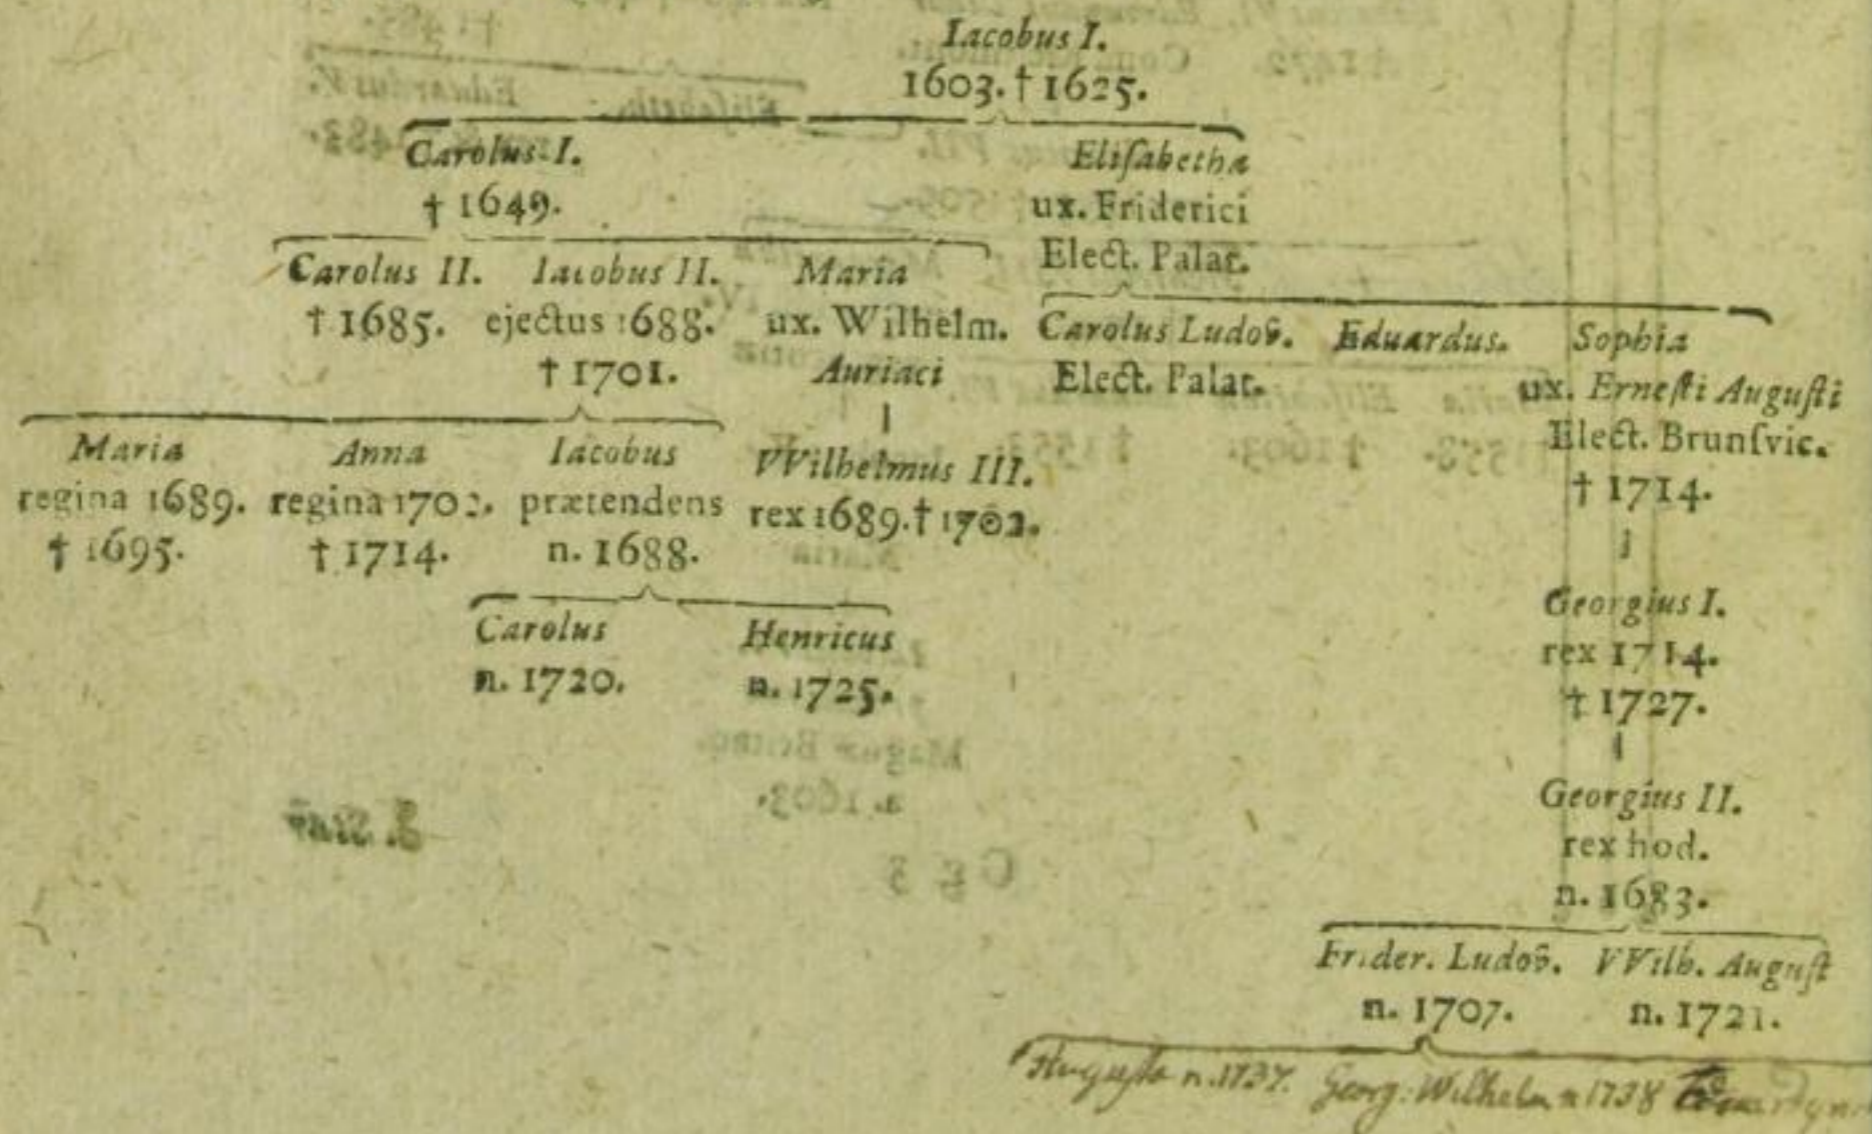 Iacobus I.
1603. † 1625.
Carolus I. Elisabetha
† 1649. ux. Friderici
Elect. Palat.
Carolus II. Iacobus II. Maria
† 1685. ejectus 1688. ux. Wilhelm.
† 1701. Auriaci
Carolus Ludov. Eduardus. Sophia
Elect. Palat. ux. Ernesti Augusti
Elect. Brunsvic.
† 1714.
Maria Anna Iacobus VVilhelmus III.
regina 1689. regina 1702. prætendens rex 1689. † 1702.
† 1695. † 1714. n. 1688.
Carolus Henricus
n. 1720. n. 1725.
Georgius I.
rex 1714.
† 1727.
Georgius II.
rex hod.
n. 1683.
Frider. Ludov. VVilh. August
n. 1707. n. 1721.
Augusta n. 1737. Georg: Wilhelm n 1738